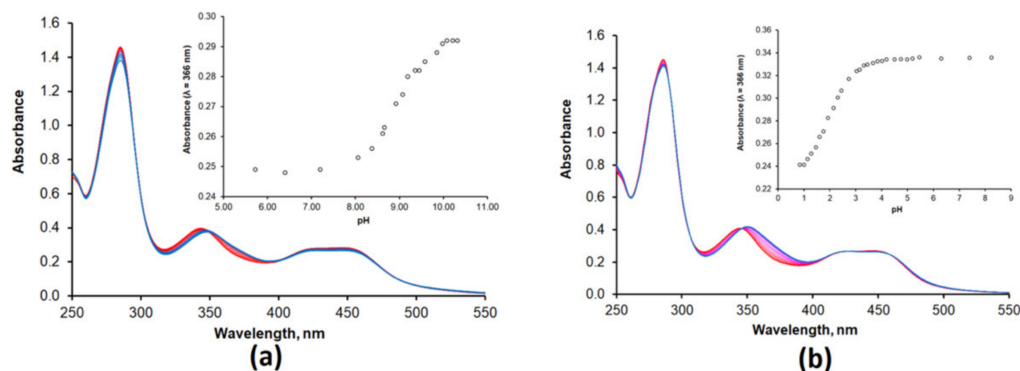 1.6
1.4
1.2
1.0
0.8
0.6
0.4
0.2
0.0
Absorbance
250 300 350 400 450 500 550
Wavelength, nm
0.30
0.29
0.28
0.27
0.26
0.25
0.24
Absorbance (λ = 366 nm)
5.00 6.00 7.00 8.00 9.00 10.00 11.00
pH
(a)
1.6
1.4
1.2
1.0
0.8
0.6
0.4
0.2
0.0
Absorbance
250 300 350 400 450 500 550
Wavelength, nm
0.36
0.34
0.32
0.30
0.28
0.26
0.24
0.22
Absorbance (λ = 366 nm)
0 1 2 3 4 5 6 7 8 9
pH
(b)